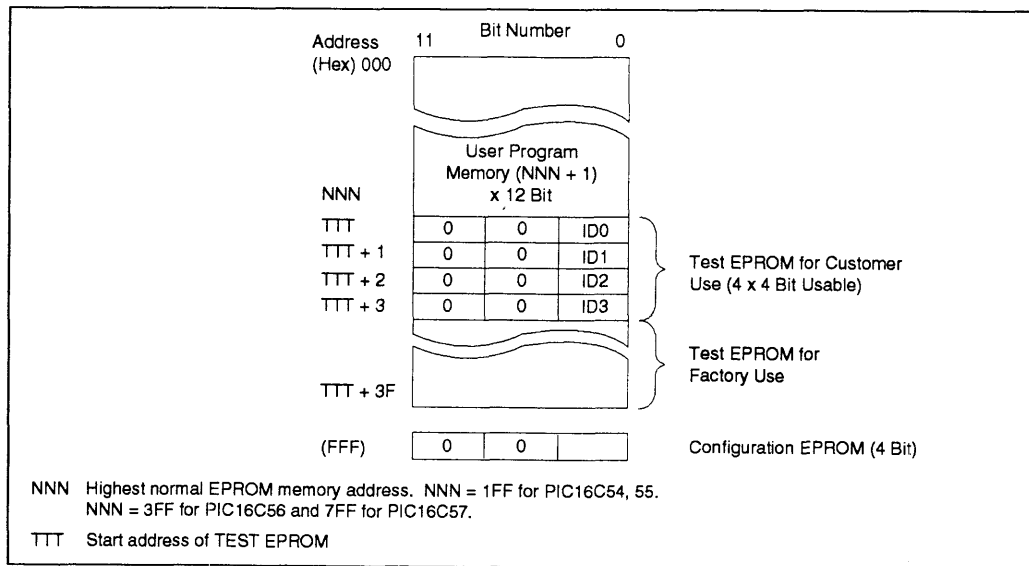 Bit Number
Address 11 0
(Hex) 000
User Program
Memory (NNN + 1)
x 12 Bit
NNN
TTT 0 0 ID0
TTT + 1 0 0 ID1
TTT + 2 0 0 ID2
TTT + 3 0 0 ID3
Test EPROM for Customer
Use (4 x 4 Bit Usable)
Test EPROM for
Factory Use
TTT + 3F
(FFF) 0 0 Configuration EPROM (4 Bit)
NNN Highest normal EPROM memory address. NNN = 1FF for PIC16C54, 55.
NNN = 3FF for PIC16C56 and 7FF for PIC16C57.
TTT Start address of TEST EPROM